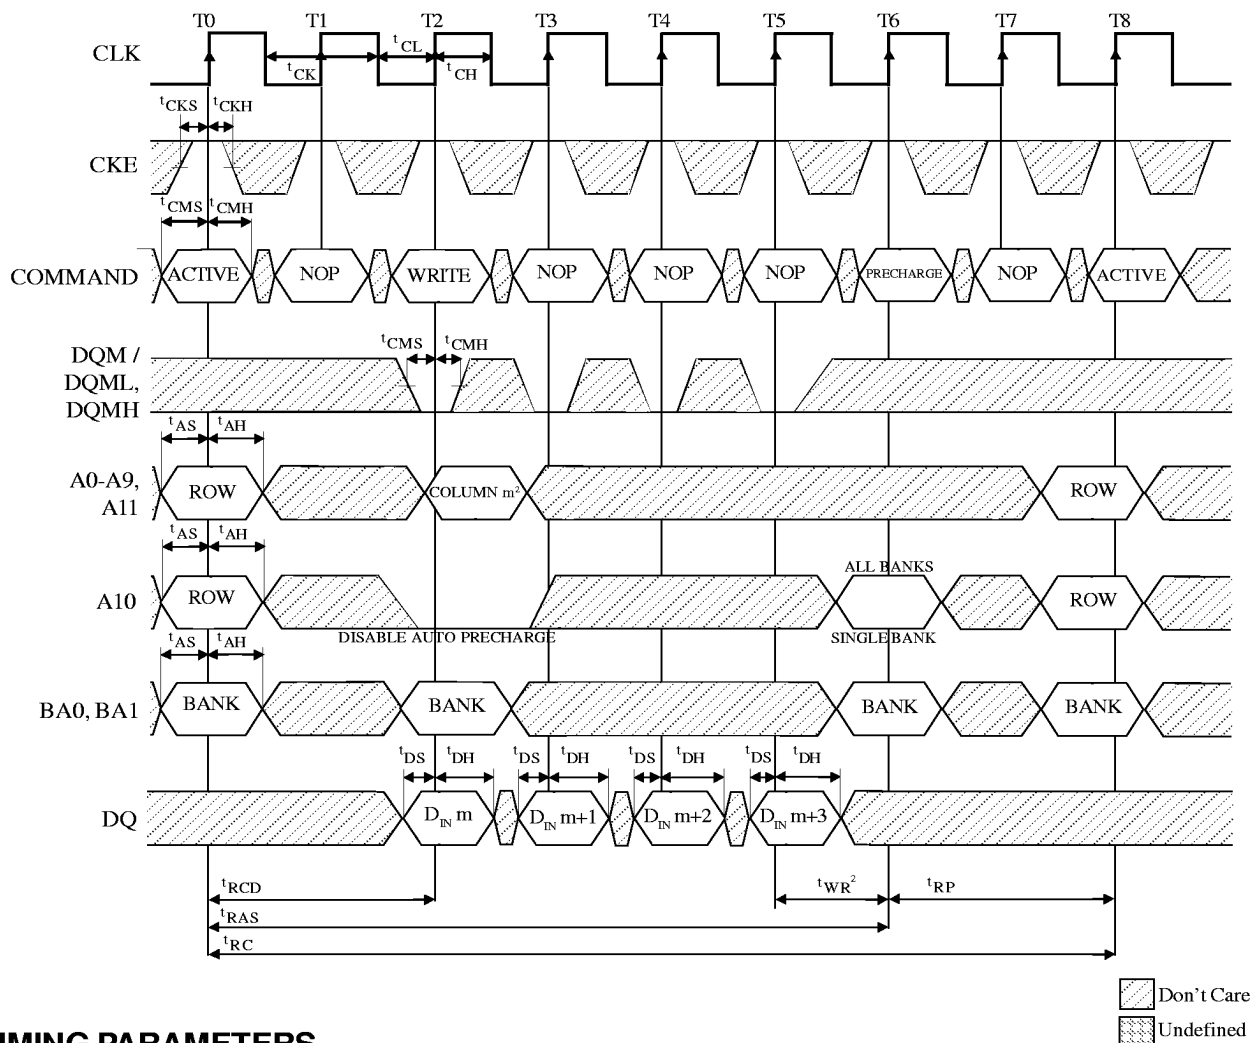 T0 T1 T2 T3 T4 T5 T6 T7 T8
CLK
tCK tCL tCH
tCKS tCKH
CKE
tCMS tCMH
COMMAND ACTIVE NOP WRITE NOP NOP NOP PRECHARGE NOP ACTIVE
tCMS tCMH
DQM /
DQML,
DQMH
tAS tAH
A0-A9,
A11
ROW COLUMN m² ROW
tAS tAH
ALL BANKS
A10 ROW ROW
DISABLE AUTO PRECHARGE SINGLE BANK
tAS tAH
BA0, BA1 BANK BANK BANK BANK
tDS tDH tDS tDH tDS tDH tDS tDH
DQ DIN m DIN m+1 DIN m+2 DIN m+3
tRCD tWR² tRP
tRAS
tRC
Don't Care
Undefined